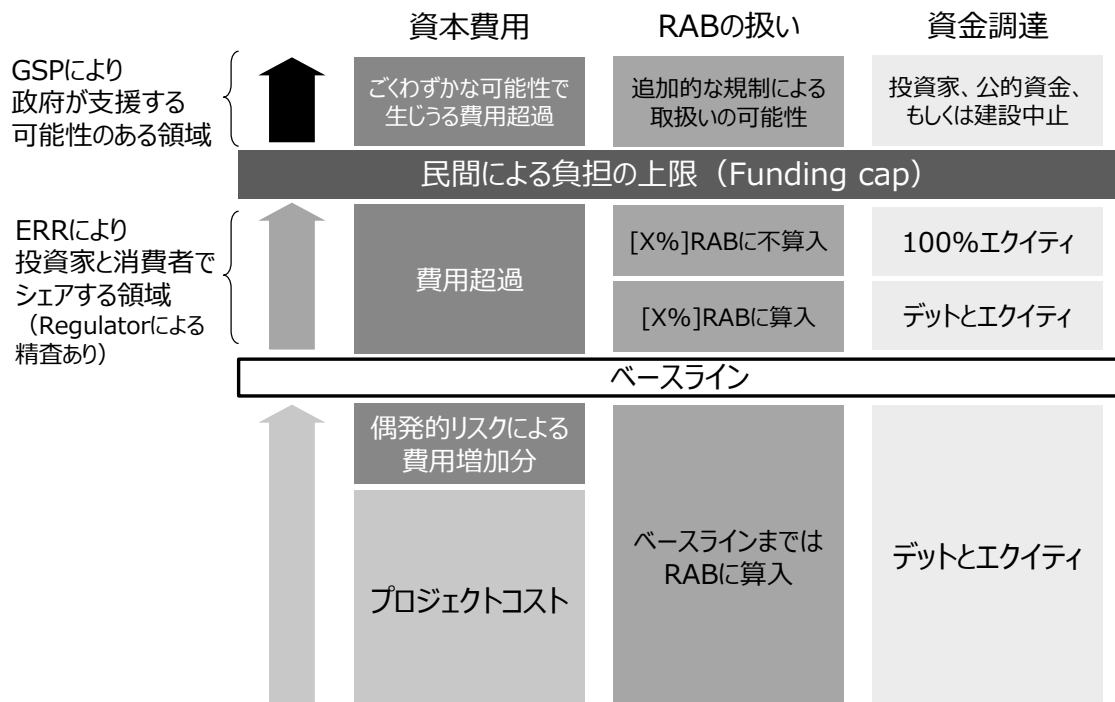 資本費用
RABの扱い
資金調達
GSPにより
政府が支援する
可能性のある領域
ごくわずかな可能性で
生じうる費用超過
追加的な規制による
取扱いの可能性
投資家、公的資金、
もしくは建設中止
民間による負担の上限（Funding cap）
ERRにより
投資家と消費者で
シェアする領域
（Regulatorによる
精査あり）
費用超過
[X%]RABに不算入
100%エクイティ
[X%]RABに算入
デットとエクイティ
ベースライン
偶発的リスクによる
費用増加分
プロジェクトコスト
ベースラインまでは
RABに算入
デットとエクイティ